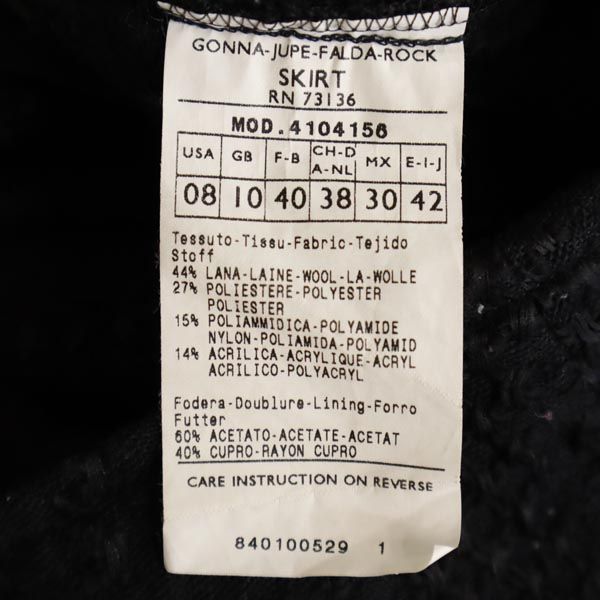 GONNA-JUPE-FALDA-ROCK
SKIRT
RN 73136
MOD.4104156
USA GB F-B CH-D A-NL MX E-I-J
08 10 40 38 30 42
Tessuto-Tissu-Fabric-Tejido
Stoff
44% LANA-LAINE-WOOL-LA-WOLLE
27% POLIESTERE-POLYESTER
POLIESTER
15% POLIAMMIDICA-POLYAMIDE
NYLON-POLIAMIDA-POLYAMID
14% ACRILICA-ACRYLIQUE-ACRYL
ACRILICO-POLYACRYL
Fodera-Doublure-Lining-Forro
Futter
60% ACETATO-ACETATE-ACETAT
40% CUPRO-RAYON CUPRO
CARE INSTRUCTION ON REVERSE
840100529 1